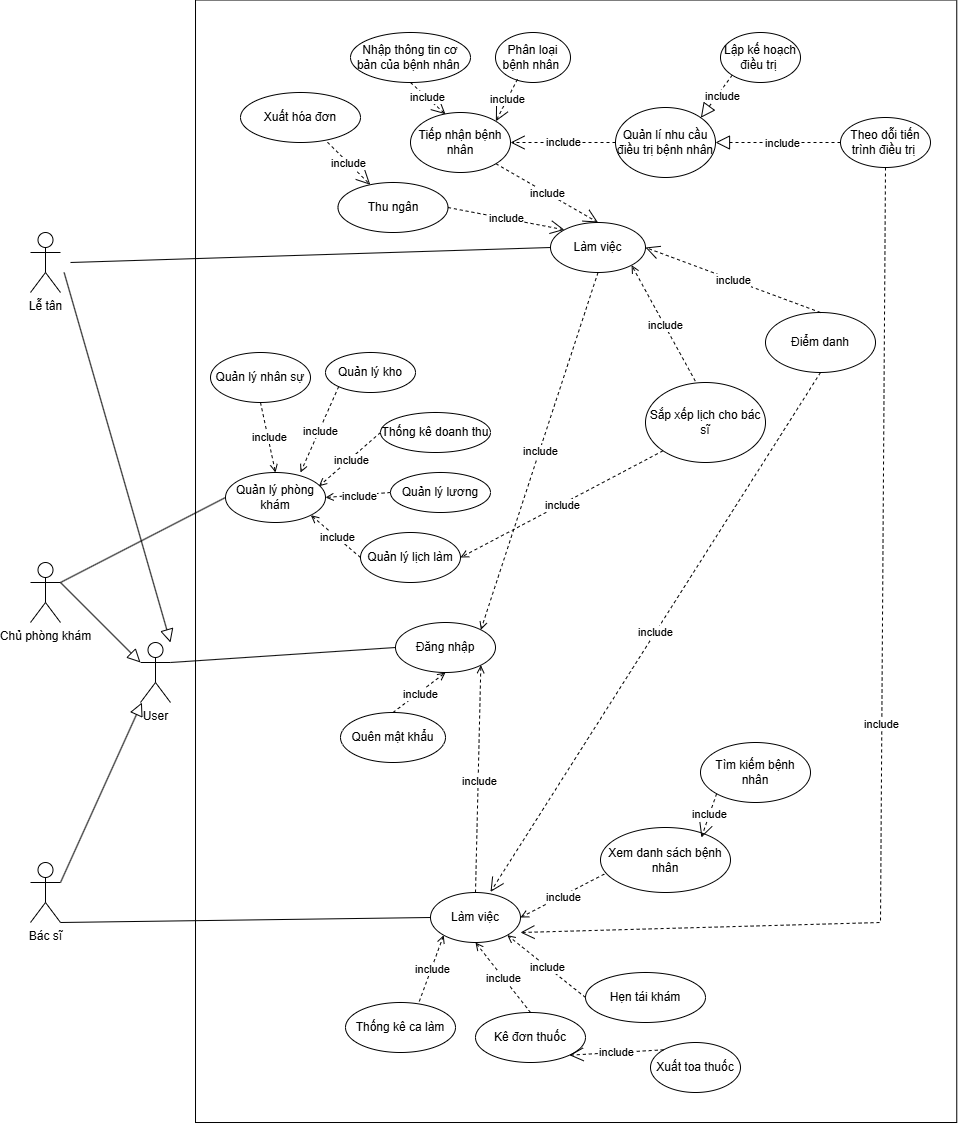 Nhập thông tin cơ
bản của bệnh nhân
Phân loại
bệnh nhân
Lập kế hoạch
điều trị
include
include
include
Xuất hóa đơn
Tiếp nhận bệnh
nhân
include
Quản lí nhu cầu
điều trị bệnh nhân
include
Theo dõi tiến
trình điều trị
include
include
Thu ngân
include
Làm việc
Lễ tân
include
Điểm danh
include
Quản lý nhân sự
Quản lý kho
Sắp xếp lịch cho bác
sĩ
include
include
Thống kê doanh thu
include
include
Quản lý phòng
khám
include
Quản lý lương
include
include
Quản lý lịch làm
Chủ phòng khám
include
Đăng nhập
User
include
Quên mật khẩu
include
include
Tìm kiếm bệnh
nhân
include
Xem danh sách bệnh
nhân
include
Làm việc
Bác sĩ
include
include
include
Hẹn tái khám
Thống kê ca làm
Kê đơn thuốc
include
Xuất toa thuốc